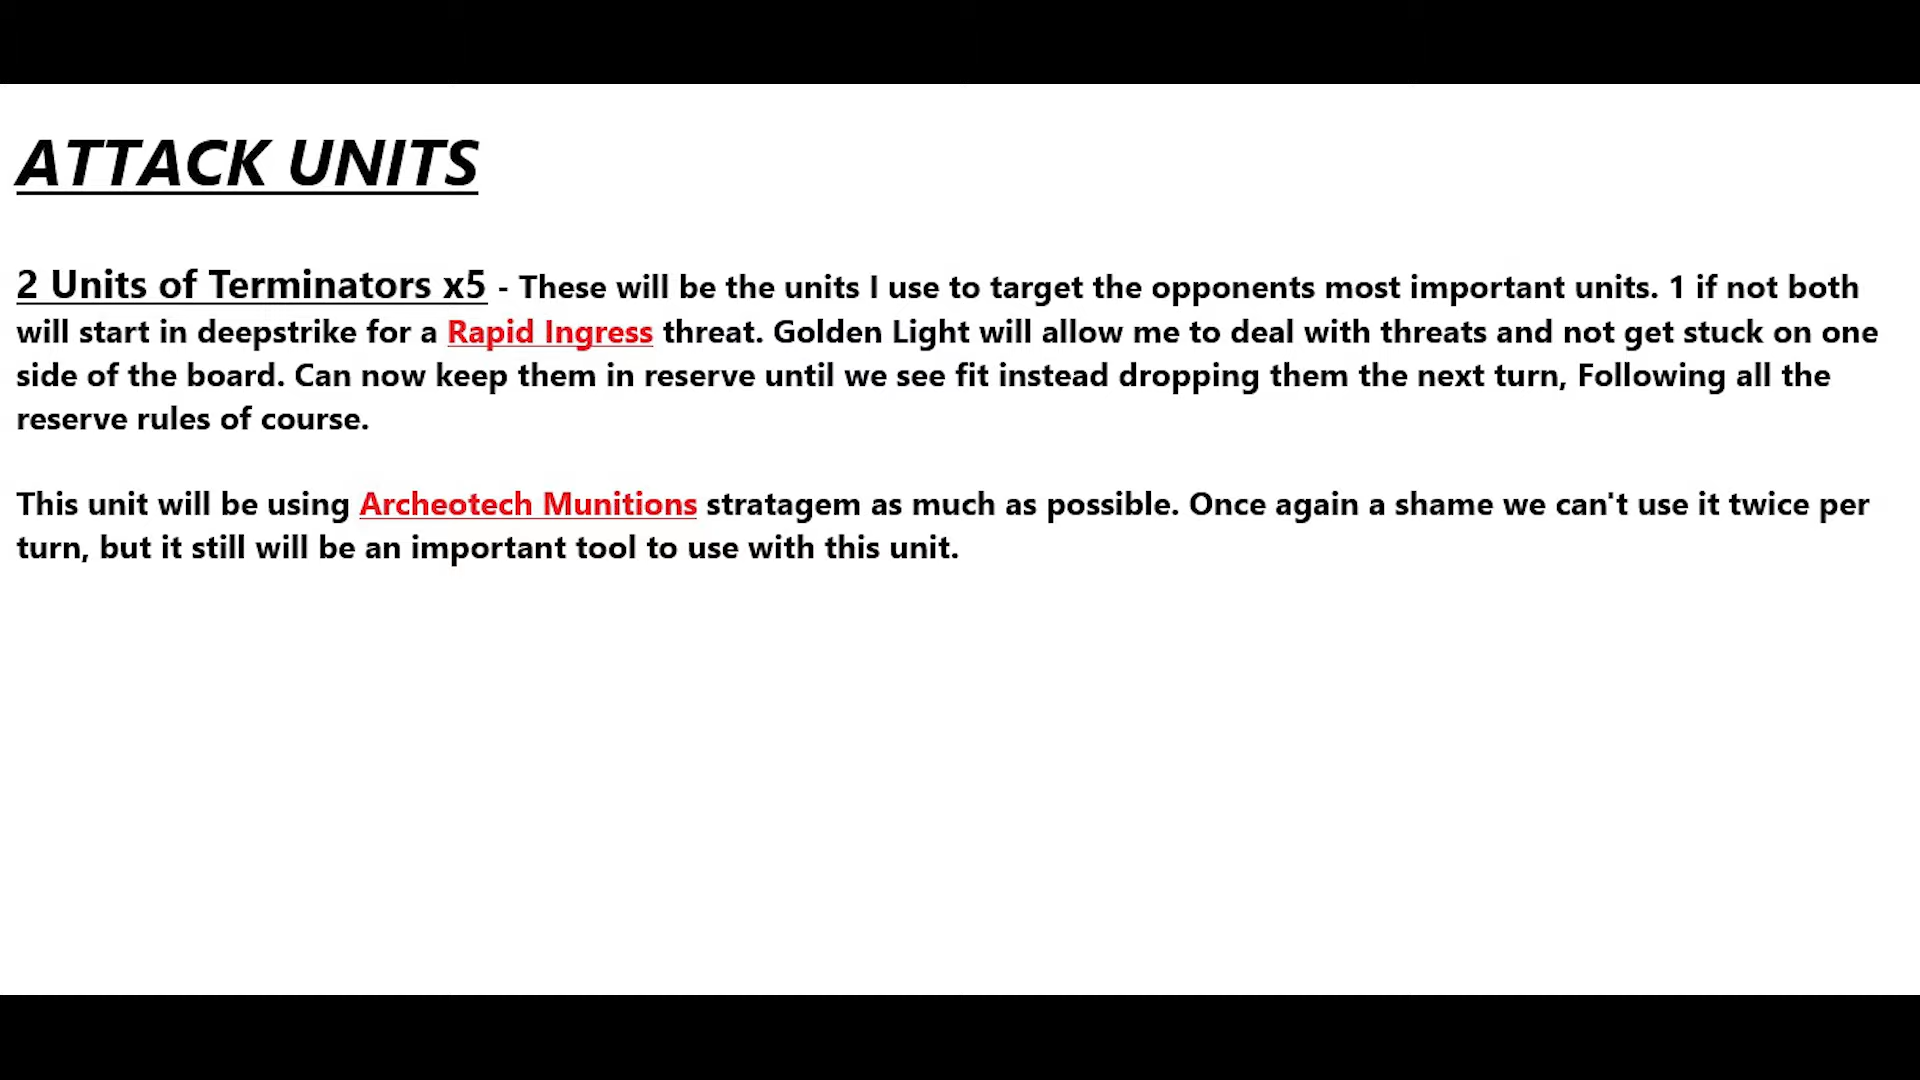 ATTACK UNITS
2 Units of Terminators x5 - These will be the units I use to target the opponents most important units. 1 if not both
will start in deepstrike for a Rapid Ingress threat. Golden Light will allow me to deal with threats and not get stuck on one
side of the board. Can now keep them in reserve until we see fit instead dropping them the next turn, Following all the
reserve rules of course.
This unit will be using Archeotech Munitions stratagem as much as possible. Once again a shame we can't use it twice per
turn, but it still will be an important tool to use with this unit.